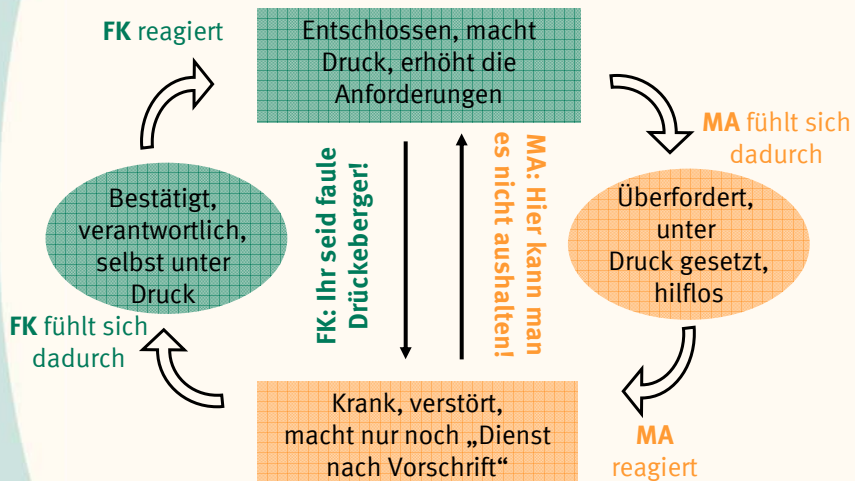 FK reagiert
Entschlossen, macht
Druck, erhöht die
Anforderungen
MA fühlt sich
dadurch
Überfordert,
unter
Druck gesetzt,
hilflos
MA
reagiert
Krank, verstört,
macht nur noch „Dienst
nach Vorschrift“
FK fühlt sich
dadurch
Bestätigt,
verantwortlich,
selbst unter
Druck
FK: Ihr seid faule
Drückeberger!
MA: Hier kann man
es nicht aushalten!